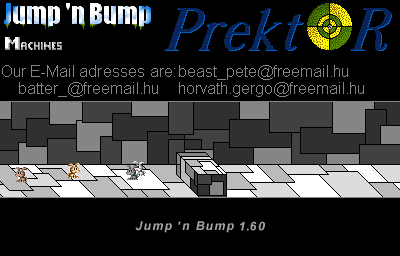 Jump 'n Bump
Machines
PrektOR
Our E-Mail adresses are:beast_pete@freemail.hu
batter_@freemail.hu horvath.gergo@freemail.hu
Jump 'n Bump 1.60